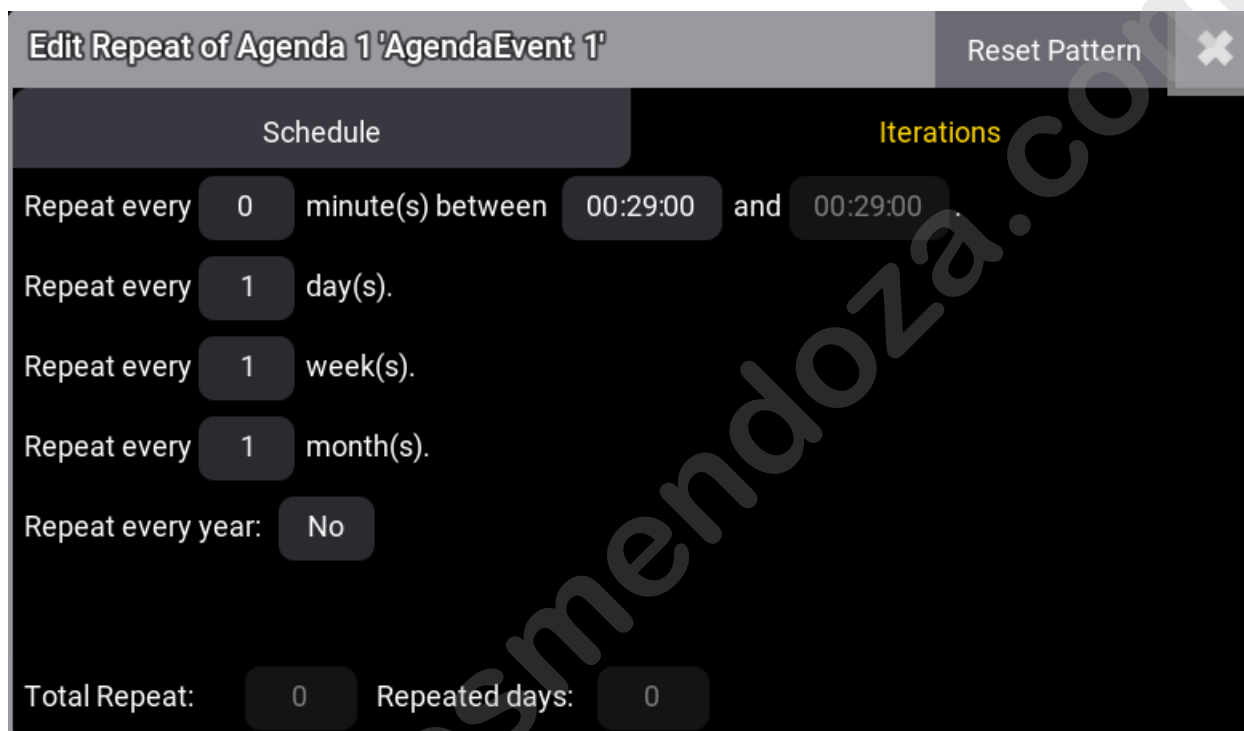 Edit Repeat of Agenda 1 'AgendaEvent 1' Reset Pattern
Schedule Iterations
Repeat every 0 minute(s) between 00:29:00 and 00:29:00 .
Repeat every 1 day(s).
Repeat every 1 week(s).
Repeat every 1 month(s).
Repeat every year: No
Total Repeat: 0 Repeated days: 0
smendoza.com